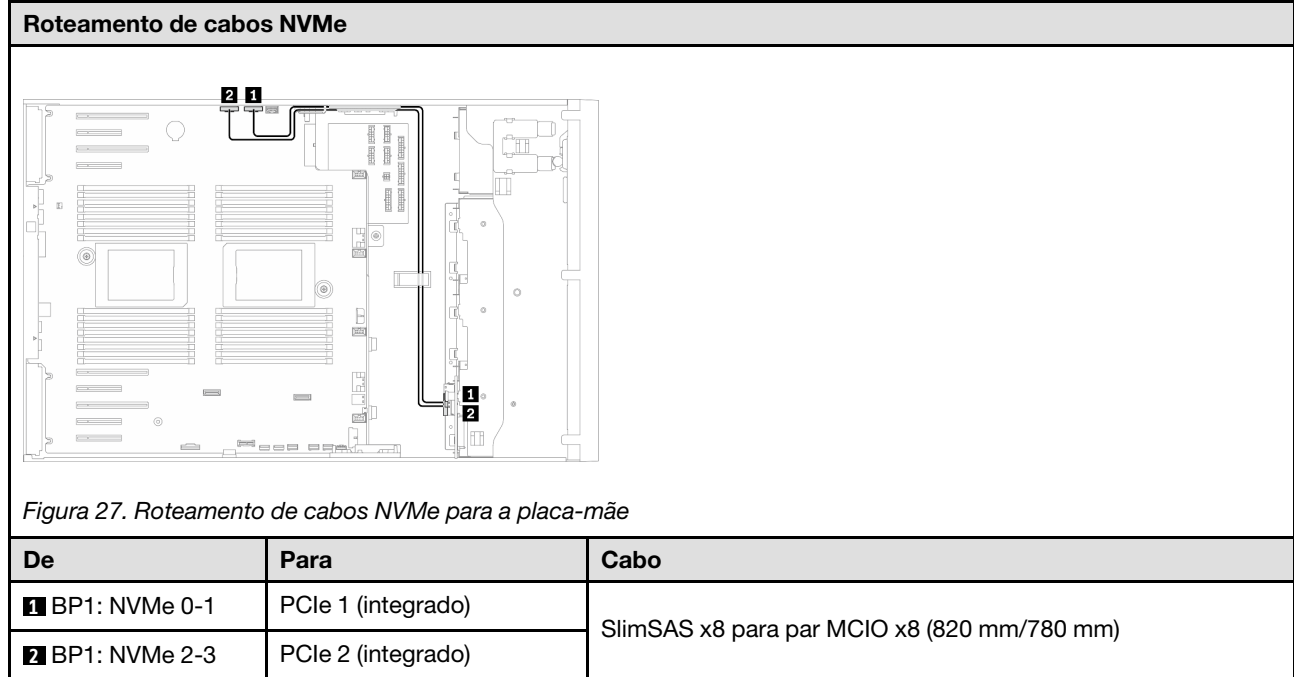 Roteamento de cabos NVMe
2 1
1
2
Figura 27. Roteamento de cabos NVMe para a placa-mãe
De Para Cabo
1 BP1: NVMe 0-1 PCIe 1 (integrado)
SlimSAS x8 para par MCIO x8 (820 mm/780 mm)
2 BP1: NVMe 2-3 PCIe 2 (integrado)